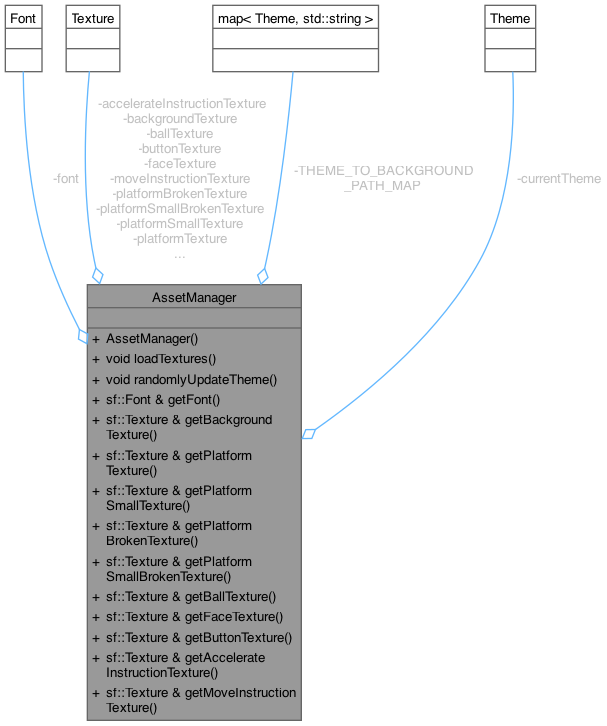 Font
Texture
map< Theme, std::string >
Theme
-accelerateInstructionTexture
-backgroundTexture
-ballTexture
-buttonTexture
-faceTexture
-moveInstructionTexture
-platformBrokenTexture
-platformSmallBrokenTexture
-platformSmallTexture
-platformTexture
...
-font
-THEME_TO_BACKGROUND
_PATH_MAP
-currentTheme
AssetManager
+ AssetManager()
+ void loadTextures()
+ void randomlyUpdateTheme()
+ sf::Font & getFont()
+ sf::Texture & getBackground
Texture()
+ sf::Texture & getPlatform
Texture()
+ sf::Texture & getPlatform
SmallTexture()
+ sf::Texture & getPlatform
BrokenTexture()
+ sf::Texture & getPlatform
SmallBrokenTexture()
+ sf::Texture & getBallTexture()
+ sf::Texture & getFaceTexture()
+ sf::Texture & getButtonTexture()
+ sf::Texture & getAccelerate
InstructionTexture()
+ sf::Texture & getMoveInstruction
Texture()